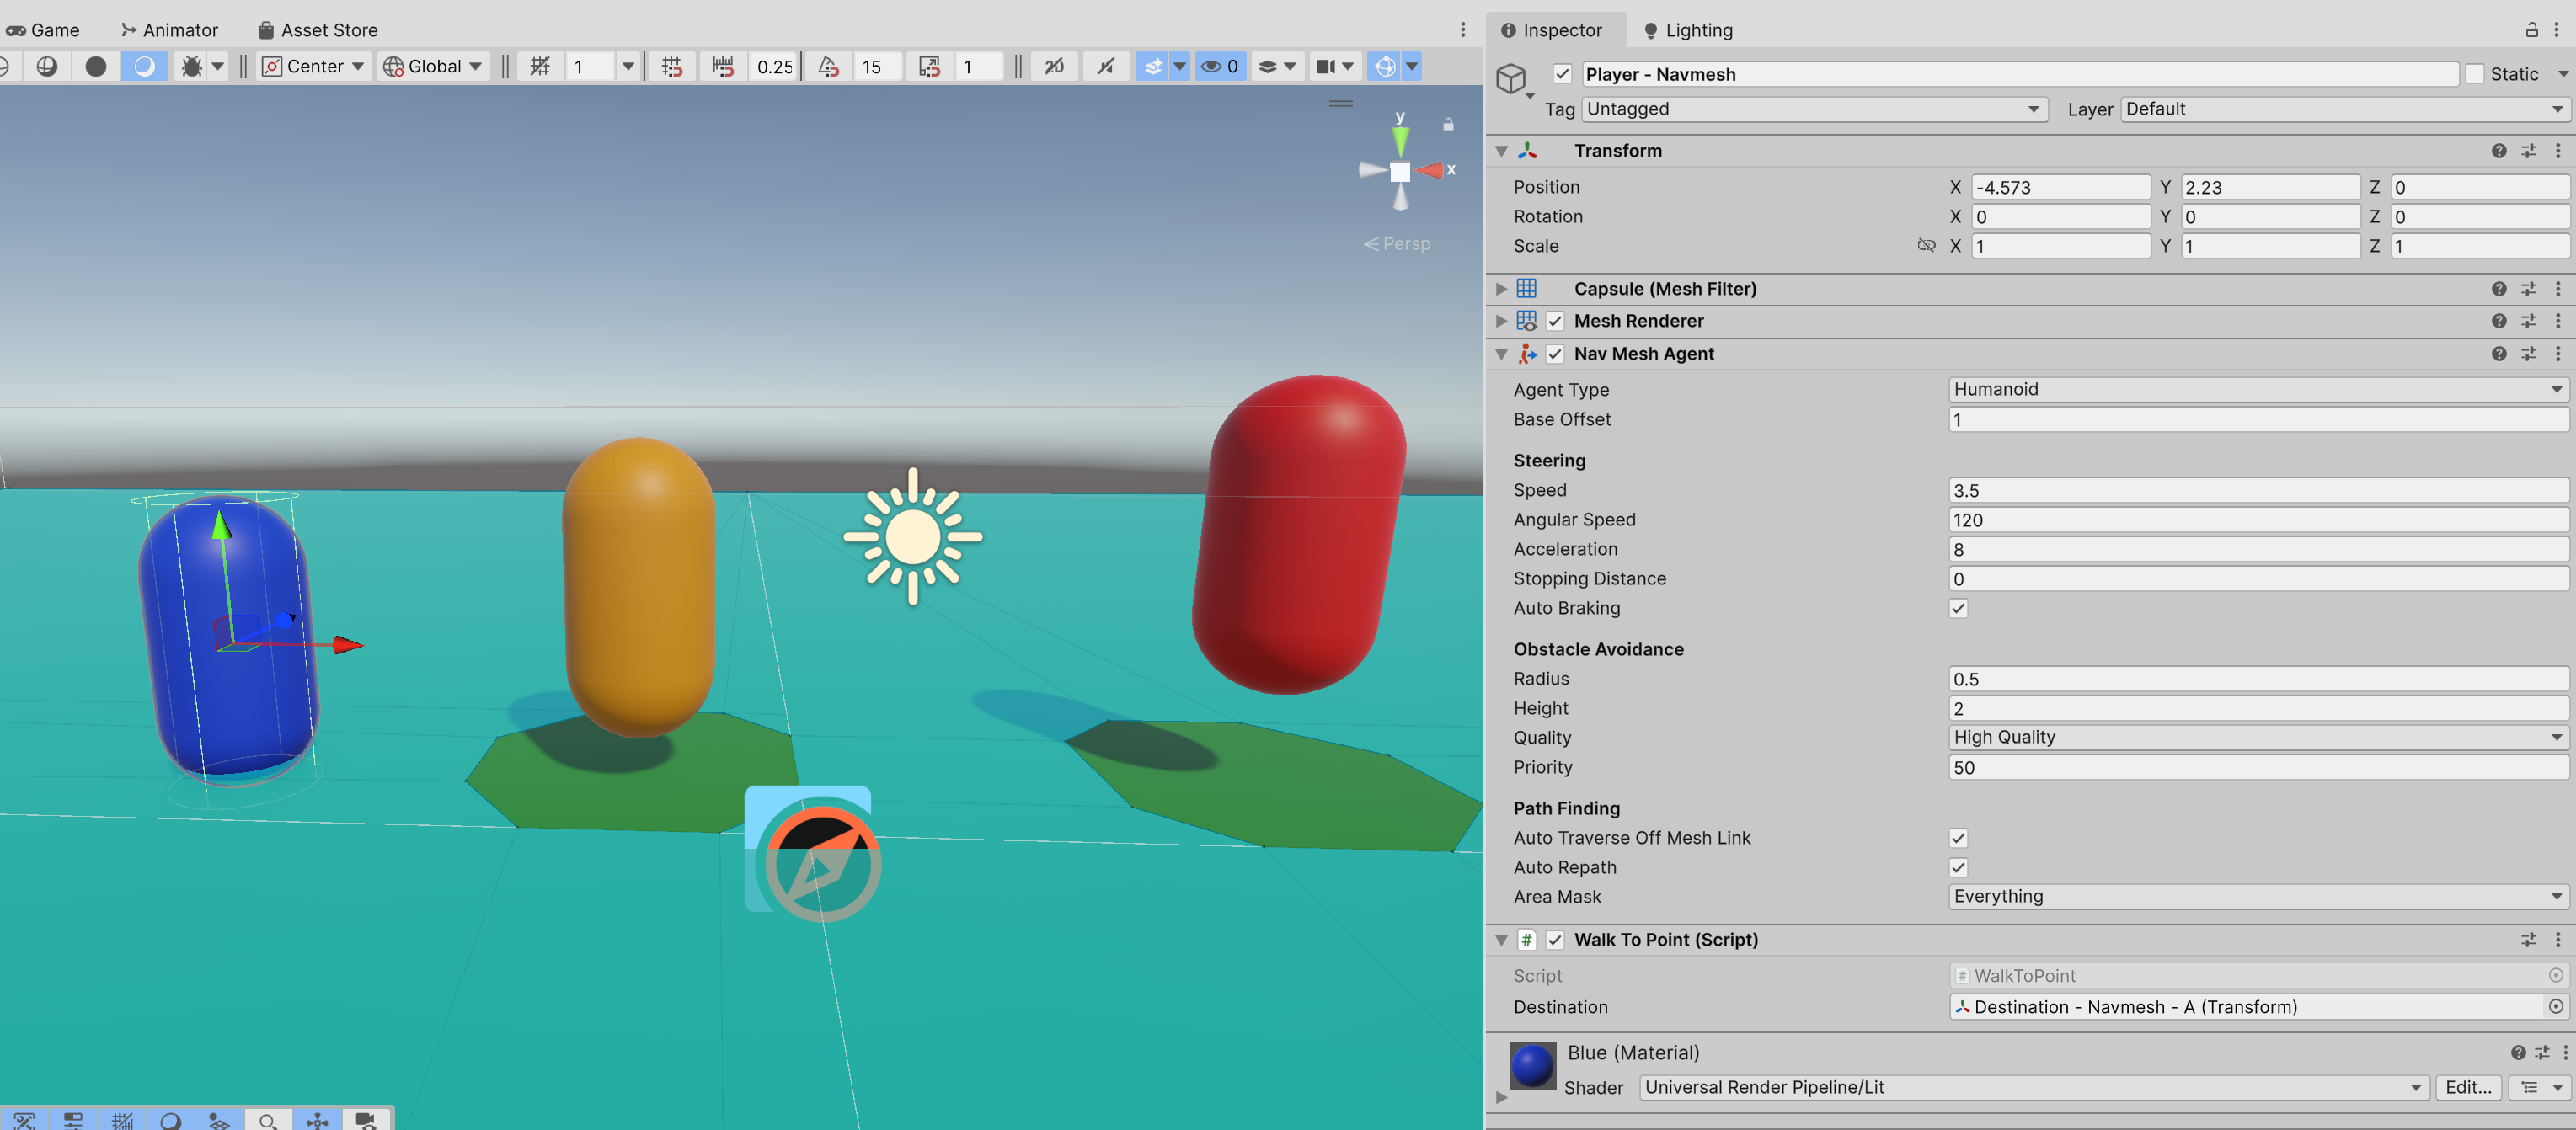 Game Animator Asset Store
Center Global 1 0.25 15 1 2D 0
y
x
Persp
Inspector Lighting
Player - Navmesh Static
Tag Untagged Layer Default
Transform
Position X -4.573 Y 2.23 Z 0
Rotation X 0 Y 0 Z 0
Scale X 1 Y 1 Z 1
Capsule (Mesh Filter)
Mesh Renderer
Nav Mesh Agent
Agent Type Humanoid
Base Offset 1
Steering
Speed 3.5
Angular Speed 120
Acceleration 8
Stopping Distance 0
Auto Braking
Obstacle Avoidance
Radius 0.5
Height 2
Quality High Quality
Priority 50
Path Finding
Auto Traverse Off Mesh Link
Auto Repath
Area Mask Everything
# Walk To Point (Script)
Script # WalkToPoint
Destination Destination - Navmesh - A (Transform)
Blue (Material)
Shader Universal Render Pipeline/Lit Edit...